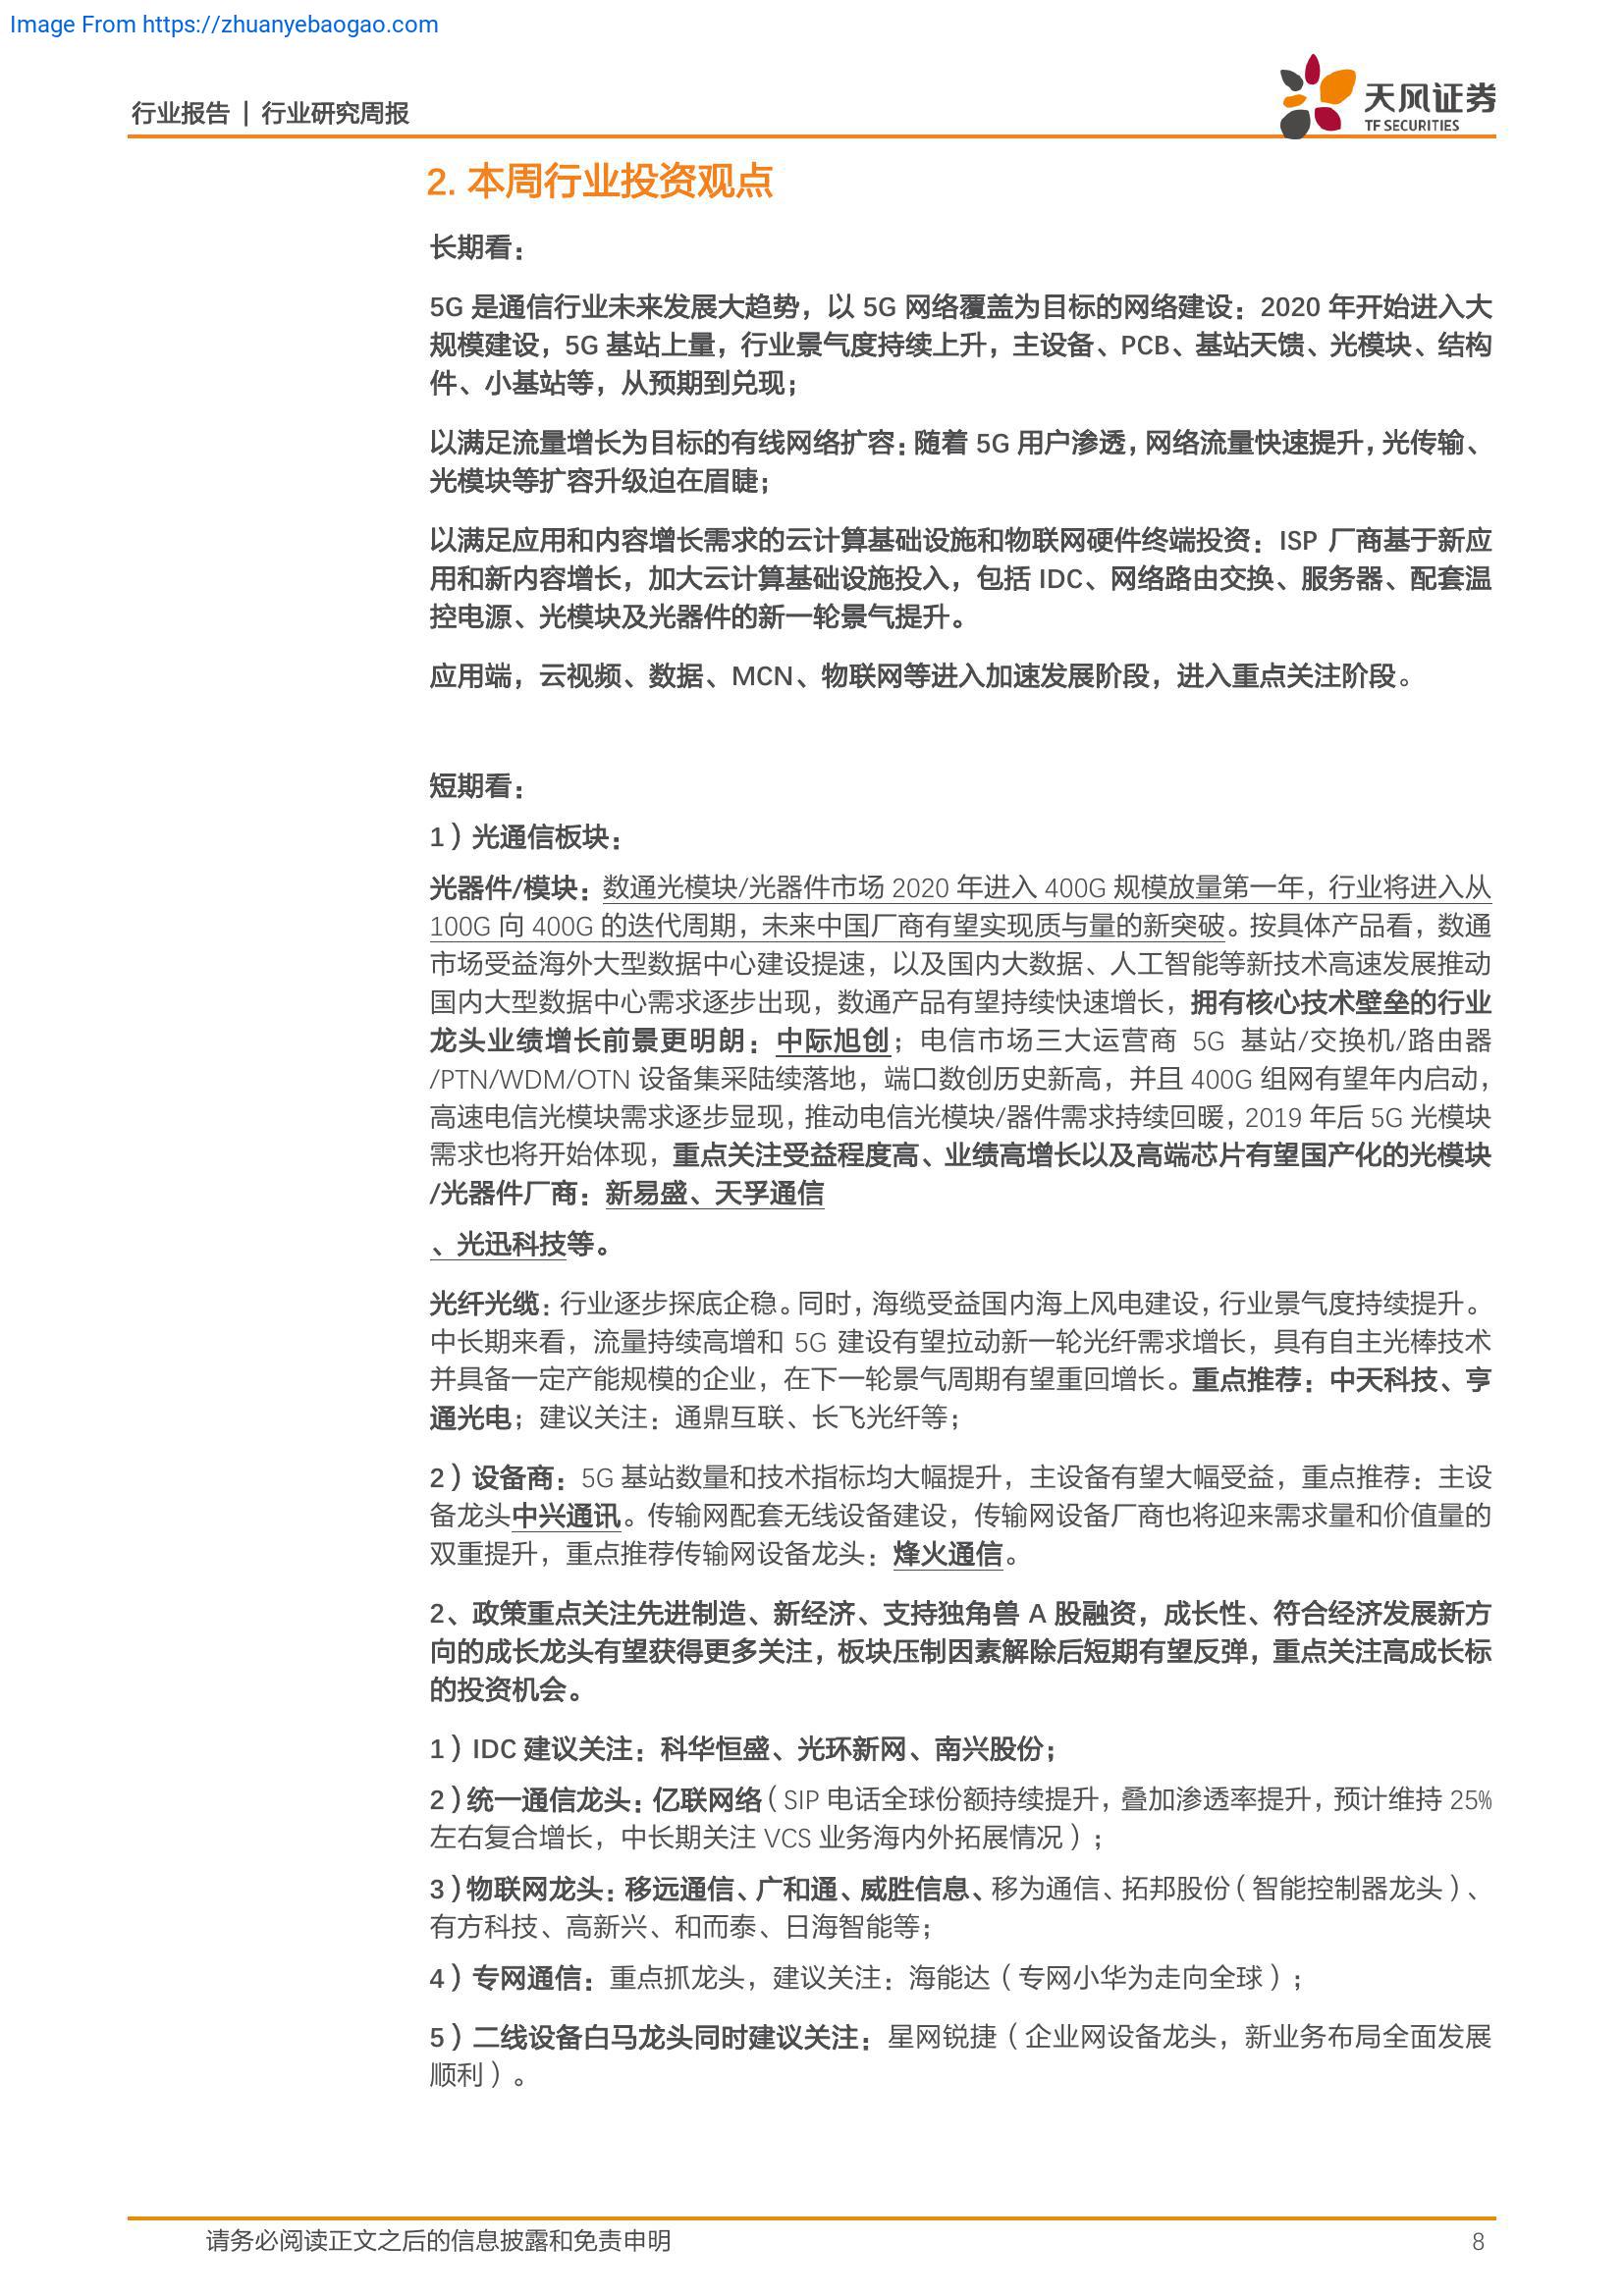 Image From https://zhuanyebaogao.com
行业报告 | 行业研究周报
天风证券
TF SECURITIES
2. 本周行业投资观点
长期看：
5G 是通信行业未来发展大趋势，以 5G 网络覆盖为目标的网络建设：2020 年开始进入大
规模建设，5G 基站上量，行业景气度持续上升，主设备、PCB、基站天馈、光模块、结构
件、小基站等，从预期到兑现；
以满足流量增长为目标的有线网络扩容：随着 5G 用户渗透，网络流量快速提升，光传输、
光模块等扩容升级迫在眉睫；
以满足应用和内容增长需求的云计算基础设施和物联网硬件终端投资：ISP 厂商基于新应
用和新内容增长，加大云计算基础设施投入，包括 IDC、网络路由交换、服务器、配套温
控电源、光模块及光器件的新一轮景气提升。
应用端，云视频、数据、MCN、物联网等进入加速发展阶段，进入重点关注阶段。
短期看：
1）光通信板块：
光器件/模块：数通光模块/光器件市场 2020 年进入 400G 规模放量第一年，行业将进入从
100G 向 400G 的迭代周期，未来中国厂商有望实现质与量的新突破。按具体产品看，数通
市场受益海外大型数据中心建设提速，以及国内大数据、人工智能等新技术高速发展推动
国内大型数据中心需求逐步出现，数通产品有望持续快速增长，拥有核心技术壁垒的行业
龙头业绩增长前景更明朗：中际旭创；电信市场三大运营商 5G 基站/交换机/路由器
/PTN/WDM/OTN 设备集采陆续落地，端口数创历史新高，并且 400G 组网有望年内启动，
高速电信光模块需求逐步显现，推动电信光模块/器件需求持续回暖，2019 年后 5G 光模块
需求也将开始体现，重点关注受益程度高、业绩高增长以及高端芯片有望国产化的光模块
/光器件厂商：新易盛、天孚通信
、光迅科技等。
光纤光缆：行业逐步探底企稳。同时，海缆受益国内海上风电建设，行业景气度持续提升。
中长期来看，流量持续高增和 5G 建设有望拉动新一轮光纤需求增长，具有自主光棒技术
并具备一定产能规模的企业，在下一轮景气周期有望重回增长。重点推荐：中天科技、亨
通光电；建议关注：通鼎互联、长飞光纤等；
2）设备商：5G 基站数量和技术指标均大幅提升，主设备有望大幅受益，重点推荐：主设
备龙头中兴通讯。传输网配套无线设备建设，传输网设备厂商也将迎来需求量和价值量的
双重提升，重点推荐传输网设备龙头：烽火通信。
2、政策重点关注先进制造、新经济、支持独角兽 A 股融资，成长性、符合经济发展新方
向的成长龙头有望获得更多关注，板块压制因素解除后短期有望反弹，重点关注高成长标
的投资机会。
1）IDC 建议关注：科华恒盛、光环新网、南兴股份；
2）统一通信龙头：亿联网络（SIP 电话全球份额持续提升，叠加渗透率提升，预计维持 25%
左右复合增长，中长期关注 VCS 业务海内外拓展情况）；
3）物联网龙头：移远通信、广和通、威胜信息、移为通信、拓邦股份（智能控制器龙头）、
有方科技、高新兴、和而泰、日海智能等；
4）专网通信：重点抓龙头，建议关注：海能达（专网小华为走向全球）；
5）二线设备白马龙头同时建议关注：星网锐捷（企业网设备龙头，新业务布局全面发展
顺利）。
请务必阅读正文之后的信息披露和免责申明
8